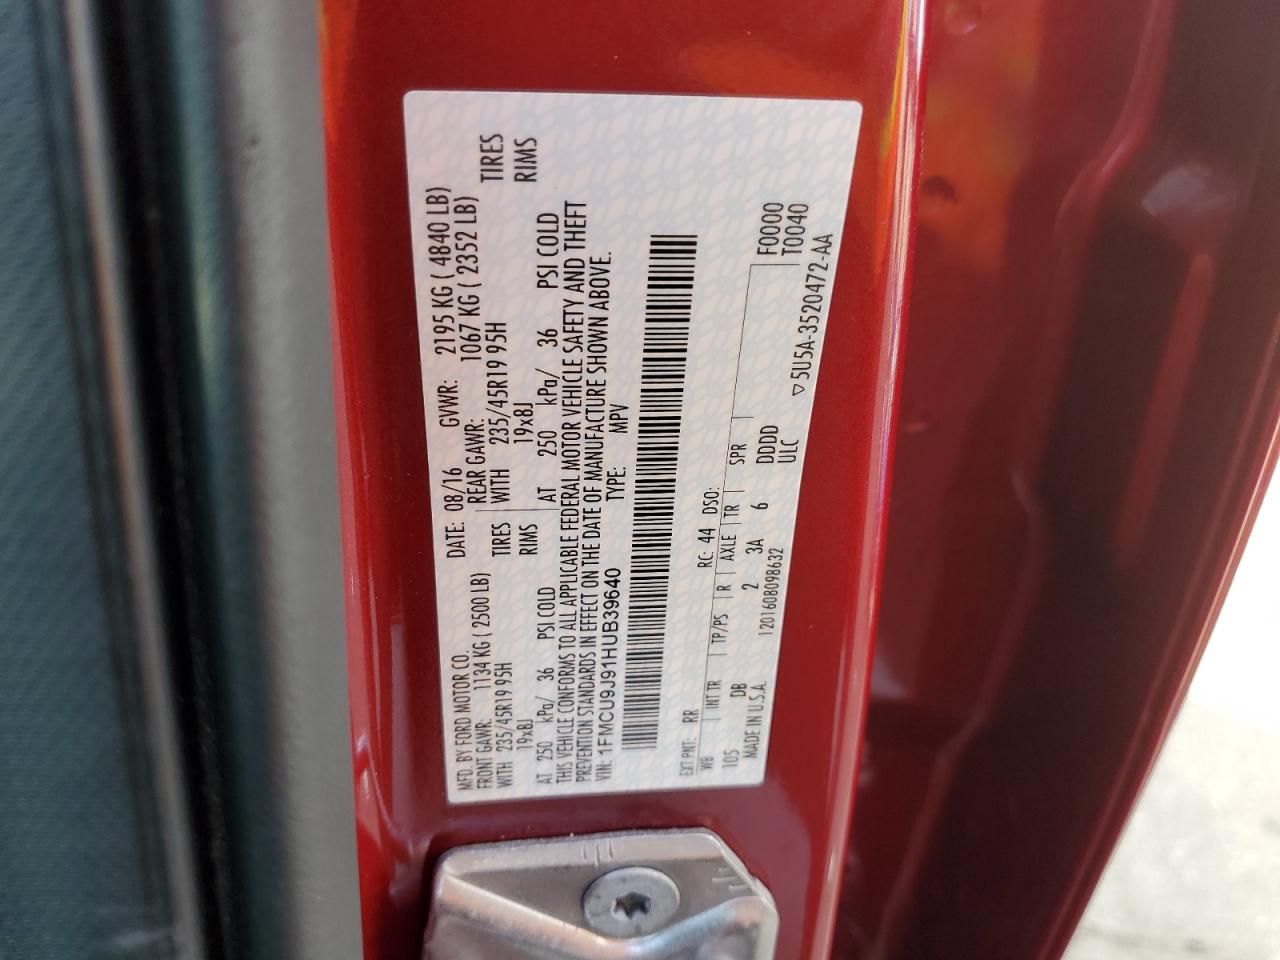 MFD. BY FORD MOTOR CO. DATE: 08/16 GVWR: 2195 KG ( 4840 LB)
FRONT GAWR: 1134 KG ( 2500 LB) REAR GAWR: 1067 KG ( 2352 LB)
WITH 235/45R19 95H TIRES WITH 235/45R19 95H TIRES
19x8J RIMS 19x8J RIMS
AT 250 kPa/ 36 PSI COLD AT 250 kPa/ 36 PSI COLD
THIS VEHICLE CONFORMS TO ALL APPLICABLE FEDERAL MOTOR VEHICLE SAFETY AND THEFT
PREVENTION STANDARDS IN EFFECT ON THE DATE OF MANUFACTURE SHOWN ABOVE.
VIN: 1FMCU9J91HUB39640 TYPE: MPV
EXT PNT: RR RC: 44 DSO: F0000
WB INT TR TP/PS R AXLE TR SPR T0040
105 DB 2 3A 6 DDDD
MADE IN U.S.A. 1201608098632 ULC ▽5U5A-3520472-AA